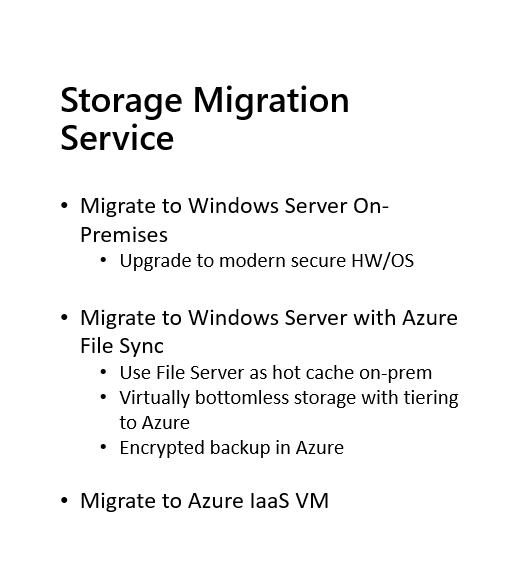 Storage Migration
Service
• Migrate to Windows Server On-
Premises
• Upgrade to modern secure HW/OS
• Migrate to Windows Server with Azure
File Sync
• Use File Server as hot cache on-prem
• Virtually bottomless storage with tiering
to Azure
• Encrypted backup in Azure
• Migrate to Azure IaaS VM